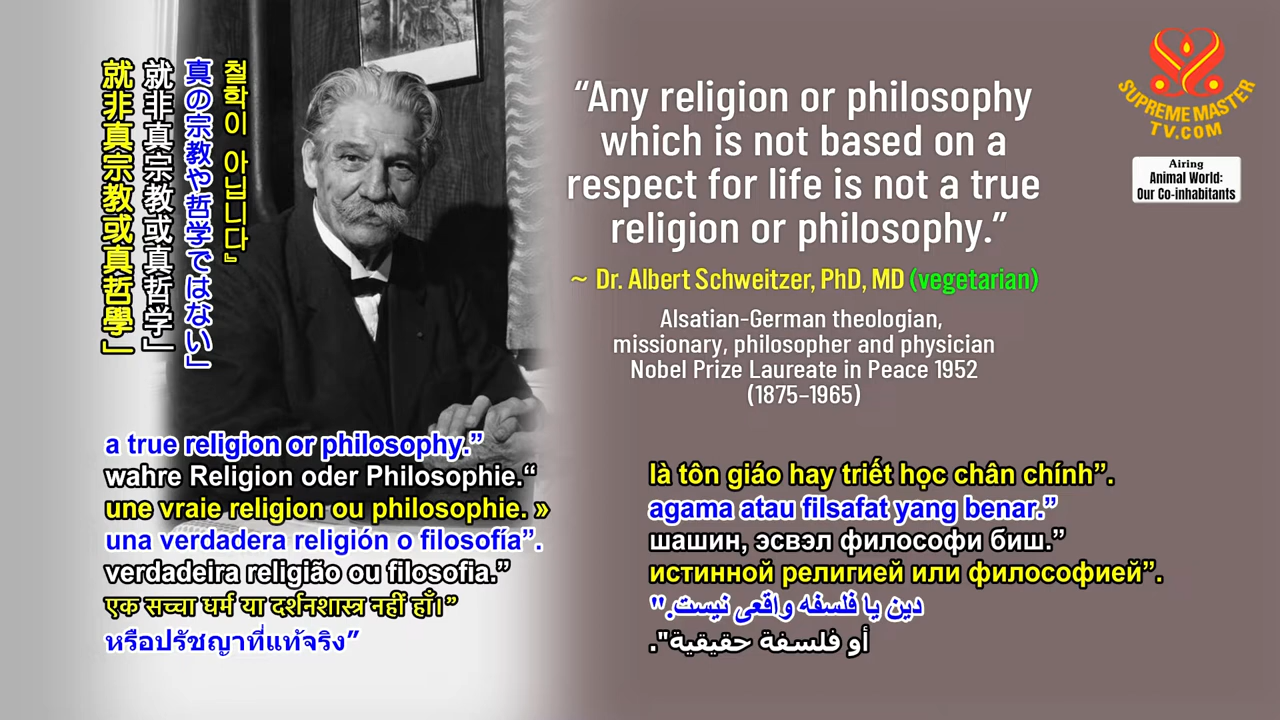 就非真宗教或真哲學」
就非真宗教或真哲学」
真の宗教や哲学ではない」
철학이 아닙니다』
“Any religion or philosophy
which is not based on a
respect for life is not a true
religion or philosophy.”
~ Dr. Albert Schweitzer, PhD, MD (vegetarian)
Alsatian-German theologian,
missionary, philosopher and physician
Nobel Prize Laureate in Peace 1952
(1875–1965)
SUPREME MASTER
TV.COM
Airing
Animal World:
Our Co-inhabitants
a true religion or philosophy.”
wahre Religion oder Philosophie.“
une vraie religion ou philosophie. »
una verdadera religión o filosofía”.
verdadeira religião ou filosofia.”
एक सच्चा धर्म या दर्शनशास्त्र नहीं हाँ।”
หรือปรัชญาที่แท้จริง”
là tôn giáo hay triết học chân chính”.
agama atau filsafat yang benar.”
шашин, эсвэл философи биш.”
истинной религией или философией”.
دین یا فلسفه واقعی نیست."
أو فلسفة حقيقية".